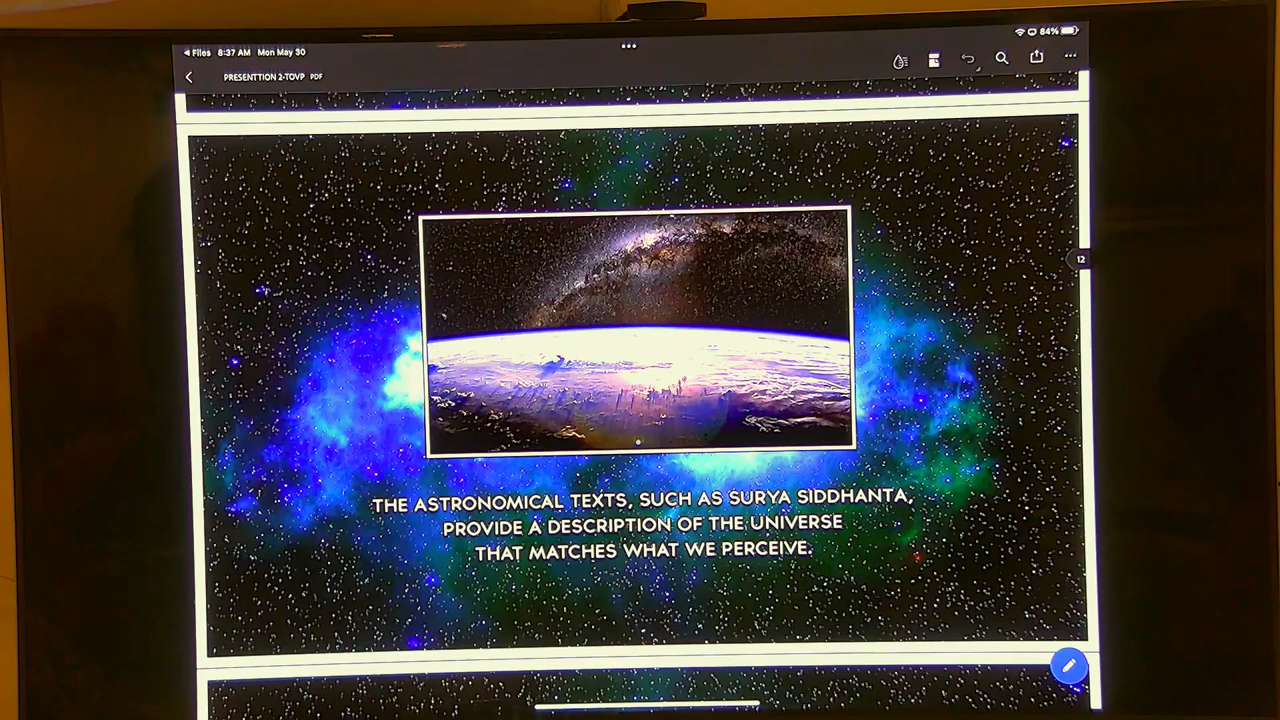 Files 8:37 AM Mon May 30
84%
PRESENTTION 2-TOVP PDF
12
THE ASTRONOMICAL TEXTS, SUCH AS SURYA SIDDHANTA,
PROVIDE A DESCRIPTION OF THE UNIVERSE
THAT MATCHES WHAT WE PERCEIVE.